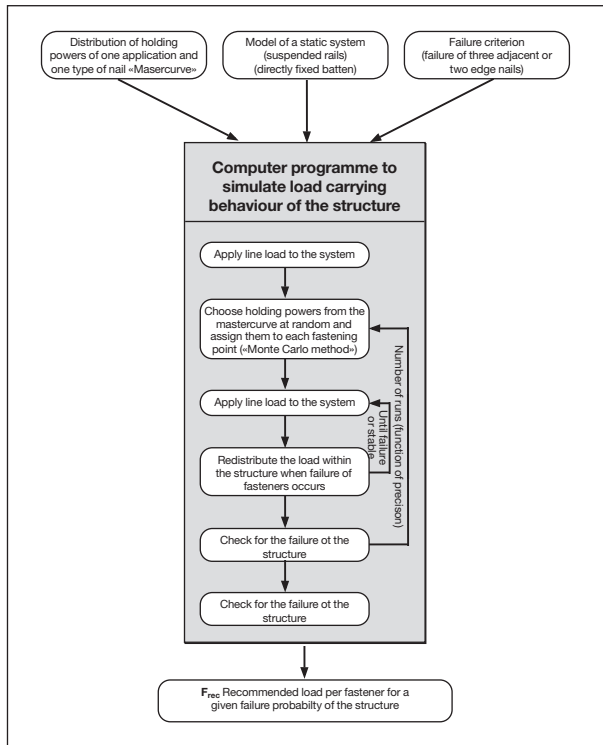 Distribution of holding
powers of one application and
one type of nail «Masercurve»
Model of a static system
(suspended rails)
(directly fixed batten)
Failure criterion
(failure of three adjacent or
two edge nails)
Computer programme to
simulate load carrying
behaviour of the structure
Apply line load to the system
Choose holding powers from the
mastercurve at random and
assign them to each fastening
point («Monte Carlo method»)
Apply line load to the system
Until failure
or stable
Number of runs (function of precison)
Redistribute the load within
the structure when failure of
fasteners occurs
Check for the failure ot the
structure
Check for the failure ot the
structure
Frec Recommended load per fastener for a
given failure probabilty of the structure